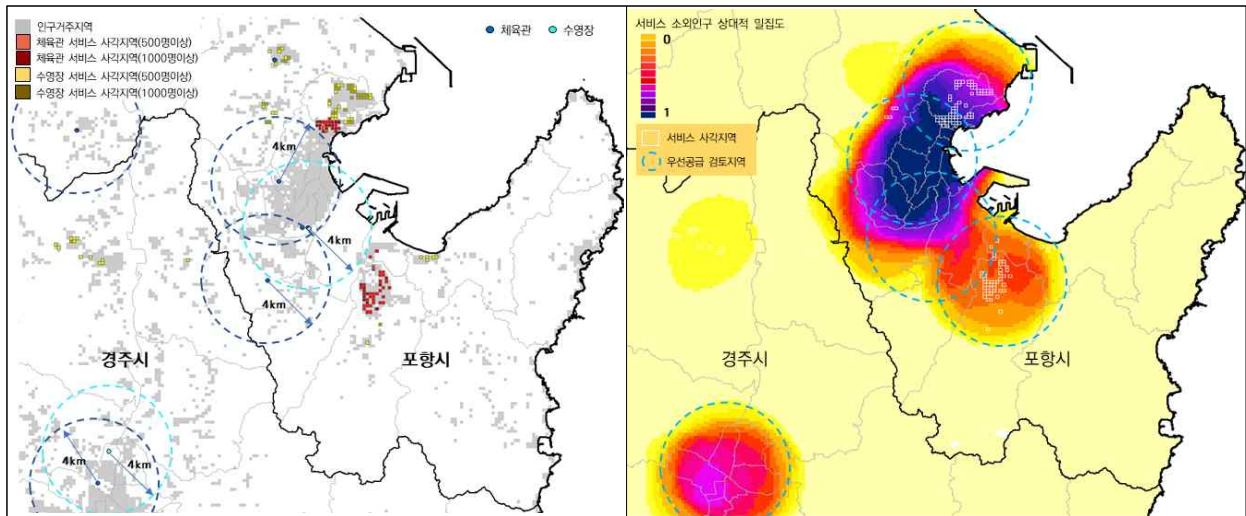 인구거주지역
체육관 서비스 사각지역(500명이상)
체육관 서비스 사각지역(1000명이상)
수영장 서비스 사각지역(500명이상)
수영장 서비스 사각지역(1000명이상)
체육관
수영장
4km
4km
4km
경주시
포항시
4km
4km
서비스 소외인구 상대적 밀집도
0
1
서비스 사각지역
우선공급 검토지역
경주시
포항시